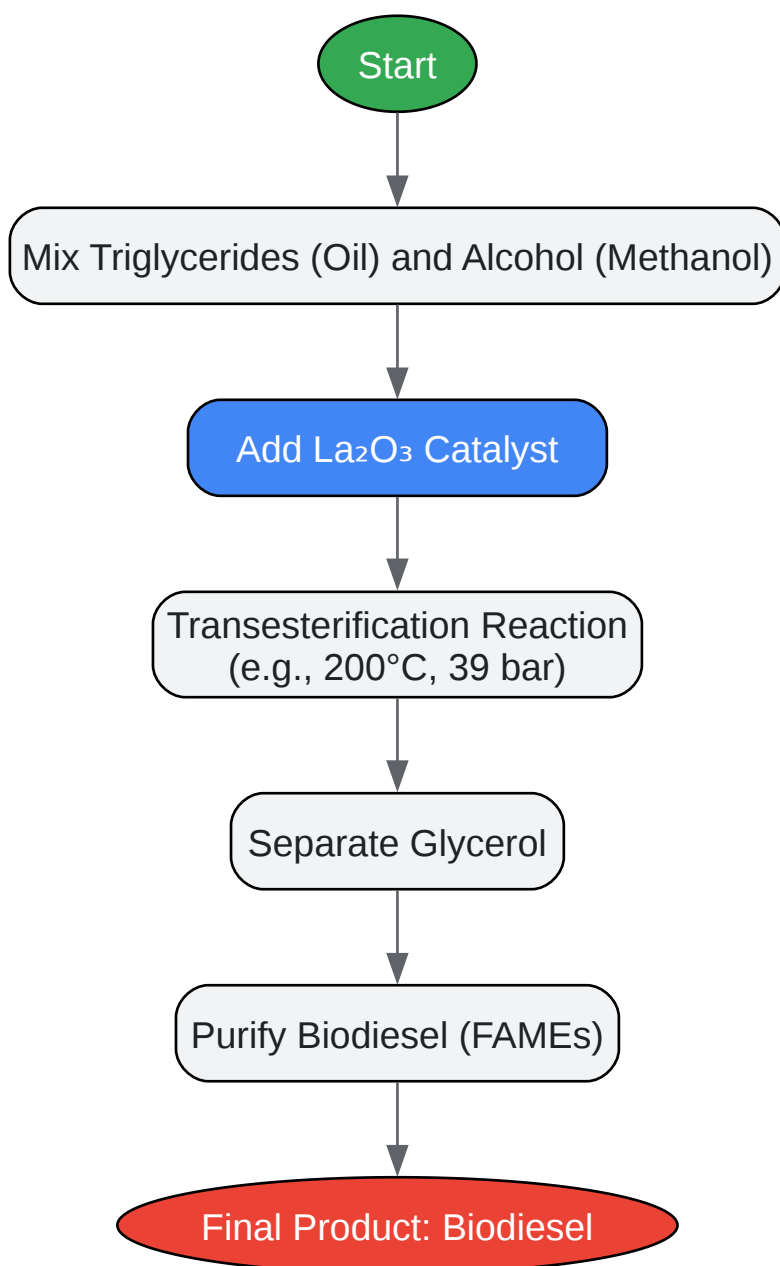 Start
Mix Triglycerides (Oil) and Alcohol (Methanol)
Add La₂O₃ Catalyst
Transesterification Reaction
(e.g., 200°C, 39 bar)
Separate Glycerol
Purify Biodiesel (FAMEs)
Final Product: Biodiesel